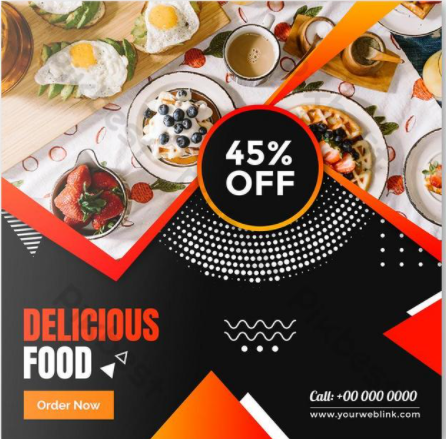 45%
OFF
DELICIOUS
FOOD
Order Now
Call: +00 000 0000
www.yourweblink.com